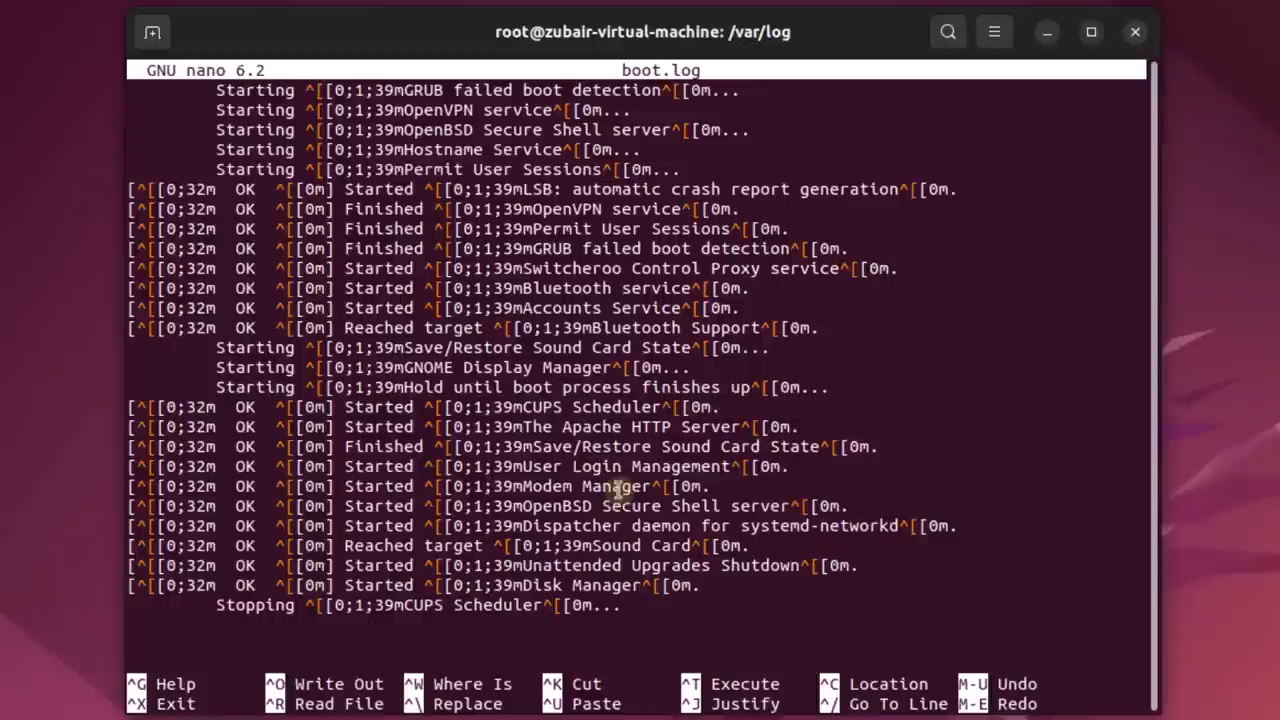 root@zubair-virtual-machine: /var/log
GNU nano 6.2 boot.log
Starting ^[[0;1;39mGRUB failed boot detection^[[0m...
Starting ^[[0;1;39mOpenVPN service^[[0m...
Starting ^[[0;1;39mOpenBSD Secure Shell server^[[0m...
Starting ^[[0;1;39mHostname Service^[[0m...
Starting ^[[0;1;39mPermit User Sessions^[[0m...
[^[[0;32m  OK  ^[[0m] Started ^[[0;1;39mLSB: automatic crash report generation^[[0m.
[^[[0;32m  OK  ^[[0m] Finished ^[[0;1;39mOpenVPN service^[[0m.
[^[[0;32m  OK  ^[[0m] Finished ^[[0;1;39mPermit User Sessions^[[0m.
[^[[0;32m  OK  ^[[0m] Finished ^[[0;1;39mGRUB failed boot detection^[[0m.
[^[[0;32m  OK  ^[[0m] Started ^[[0;1;39mSwitcheroo Control Proxy service^[[0m.
[^[[0;32m  OK  ^[[0m] Started ^[[0;1;39mBluetooth service^[[0m.
[^[[0;32m  OK  ^[[0m] Started ^[[0;1;39mAccounts Service^[[0m.
[^[[0;32m  OK  ^[[0m] Reached target ^[[0;1;39mBluetooth Support^[[0m.
Starting ^[[0;1;39mSave/Restore Sound Card State^[[0m...
Starting ^[[0;1;39mGNOME Display Manager^[[0m...
Starting ^[[0;1;39mHold until boot process finishes up^[[0m...
[^[[0;32m  OK  ^[[0m] Started ^[[0;1;39mCUPS Scheduler^[[0m.
[^[[0;32m  OK  ^[[0m] Started ^[[0;1;39mThe Apache HTTP Server^[[0m.
[^[[0;32m  OK  ^[[0m] Finished ^[[0;1;39mSave/Restore Sound Card State^[[0m.
[^[[0;32m  OK  ^[[0m] Started ^[[0;1;39mUser Login Management^[[0m.
[^[[0;32m  OK  ^[[0m] Started ^[[0;1;39mModem Manager^[[0m.
[^[[0;32m  OK  ^[[0m] Started ^[[0;1;39mOpenBSD Secure Shell server^[[0m.
[^[[0;32m  OK  ^[[0m] Started ^[[0;1;39mDispatcher daemon for systemd-networkd^[[0m.
[^[[0;32m  OK  ^[[0m] Reached target ^[[0;1;39mSound Card^[[0m.
[^[[0;32m  OK  ^[[0m] Started ^[[0;1;39mUnattended Upgrades Shutdown^[[0m.
[^[[0;32m  OK  ^[[0m] Started ^[[0;1;39mDisk Manager^[[0m.
Stopping ^[[0;1;39mCUPS Scheduler^[[0m...
^G Help ^O Write Out ^W Where Is ^K Cut ^T Execute ^C Location M-U Undo
^X Exit ^R Read File ^\ Replace ^U Paste ^J Justify ^/ Go To Line M-E Redo